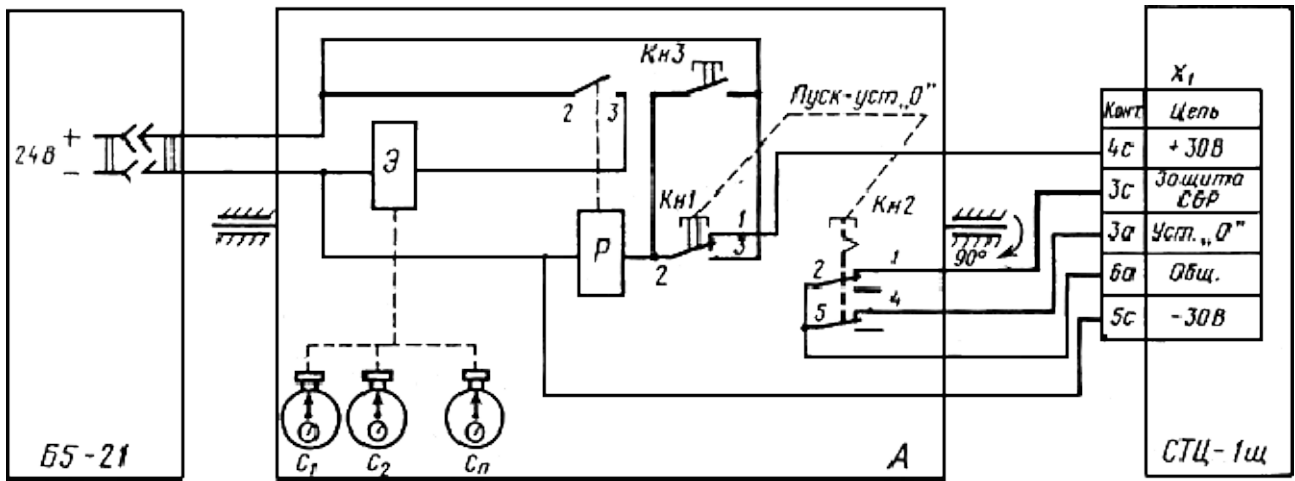 +
24В
−
Б5-21
Э
Р
2
3
Кн3
Пуск-уст„0"
Кн1
1
3
2
Кн2
2
1
5
4
90°
С1
С2
Сп
А
X1
Конт
Цепь
4с
+30В
3с
Защита
СБР
3а
Уст.„0"
6а
Общ.
5с
-30В
СТЦ-1щ